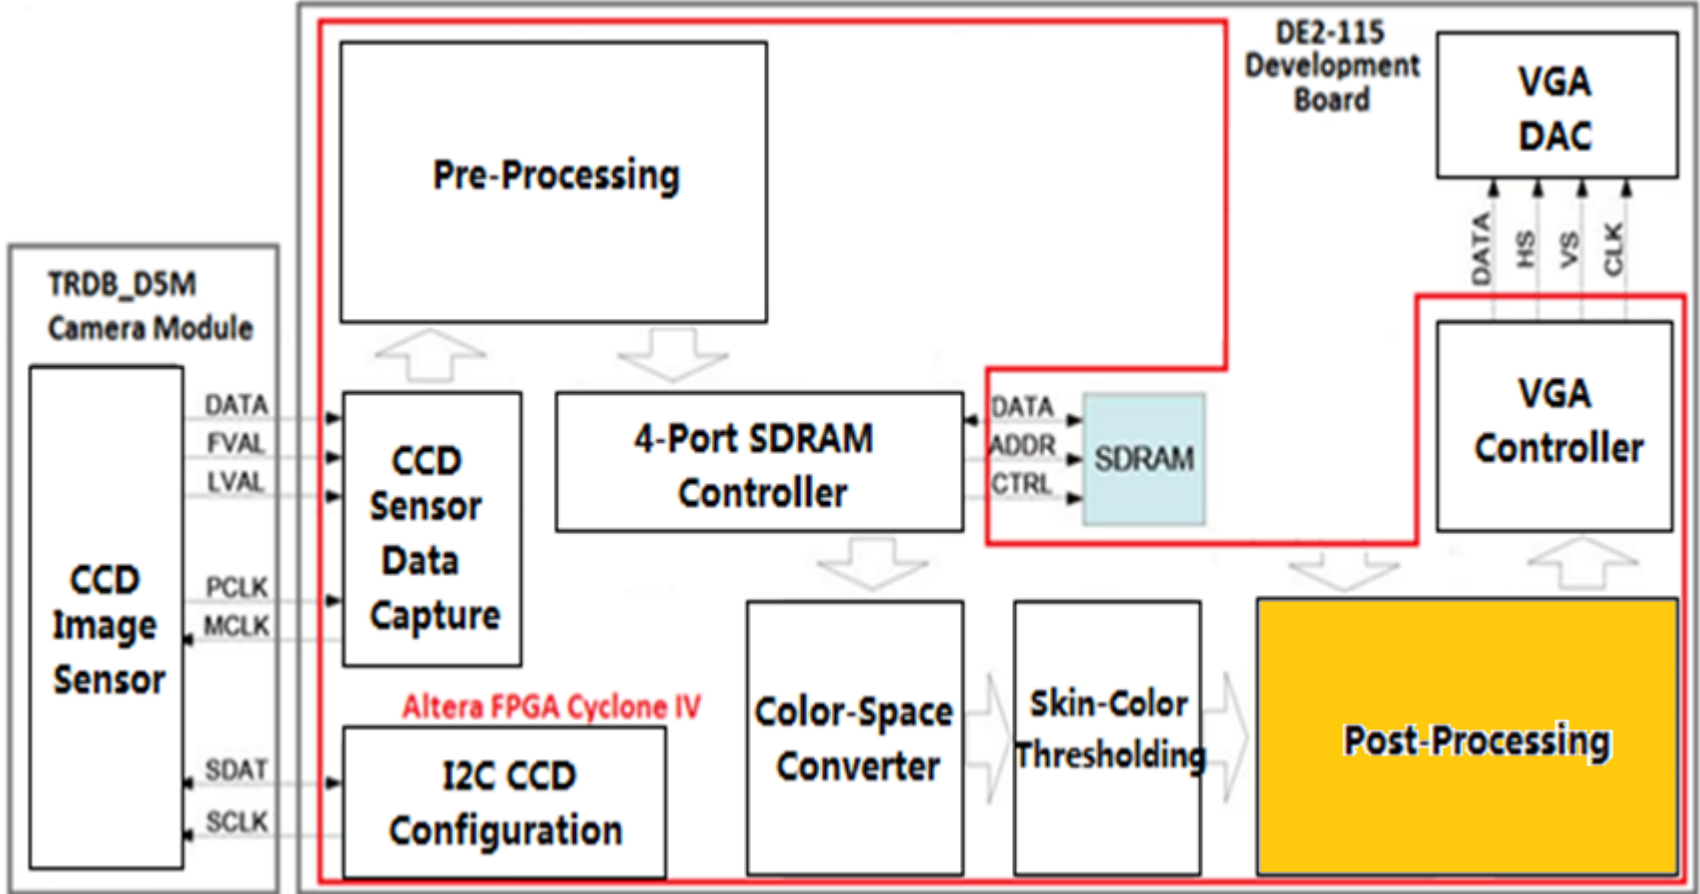 DE2-115
Development
Board
VGA
DAC
Pre-Processing
DATA
HS
VS
CLK
TRDB_D5M
Camera Module
CCD
Image
Sensor
DATA
FVAL
LVAL
PCLK
MCLK
SDAT
SCLK
CCD
Sensor
Data
Capture
4-Port SDRAM
Controller
DATA
ADDR
CTRL
SDRAM
VGA
Controller
Altera FPGA Cyclone IV
I2C CCD
Configuration
Color-Space
Converter
Skin-Color
Thresholding
Post-Processing